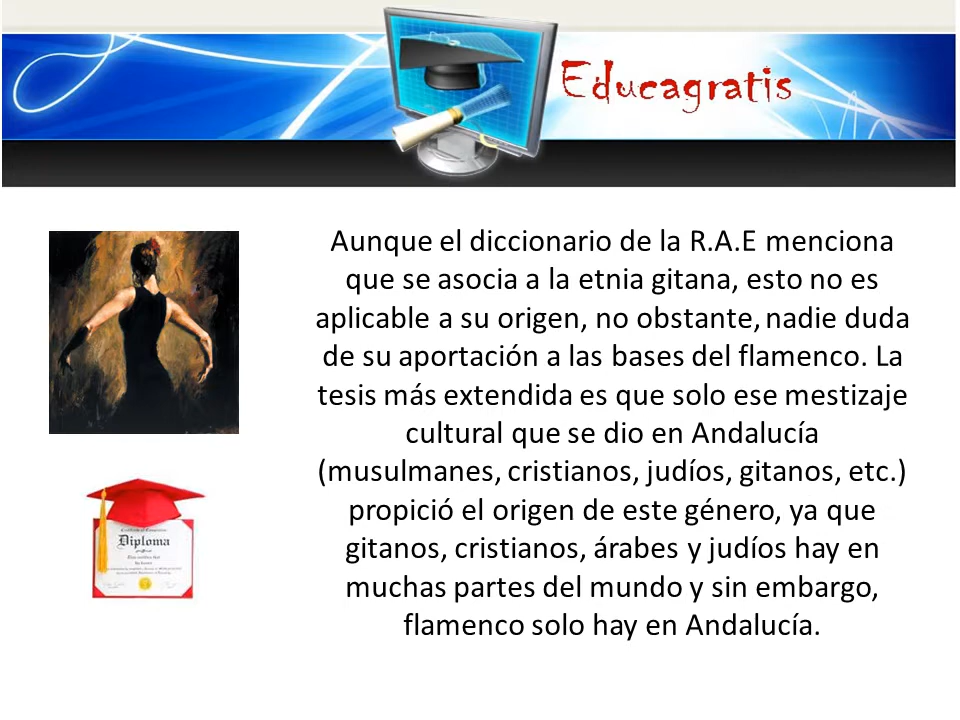 Educagratis
Aunque el diccionario de la R.A.E menciona
que se asocia a la etnia gitana, esto no es
aplicable a su origen, no obstante, nadie duda
de su aportación a las bases del flamenco. La
tesis más extendida es que solo ese mestizaje
cultural que se dio en Andalucía
(musulmanes, cristianos, judíos, gitanos, etc.)
propició el origen de este género, ya que
gitanos, cristianos, árabes y judíos hay en
muchas partes del mundo y sin embargo,
flamenco solo hay en Andalucía.
Diploma